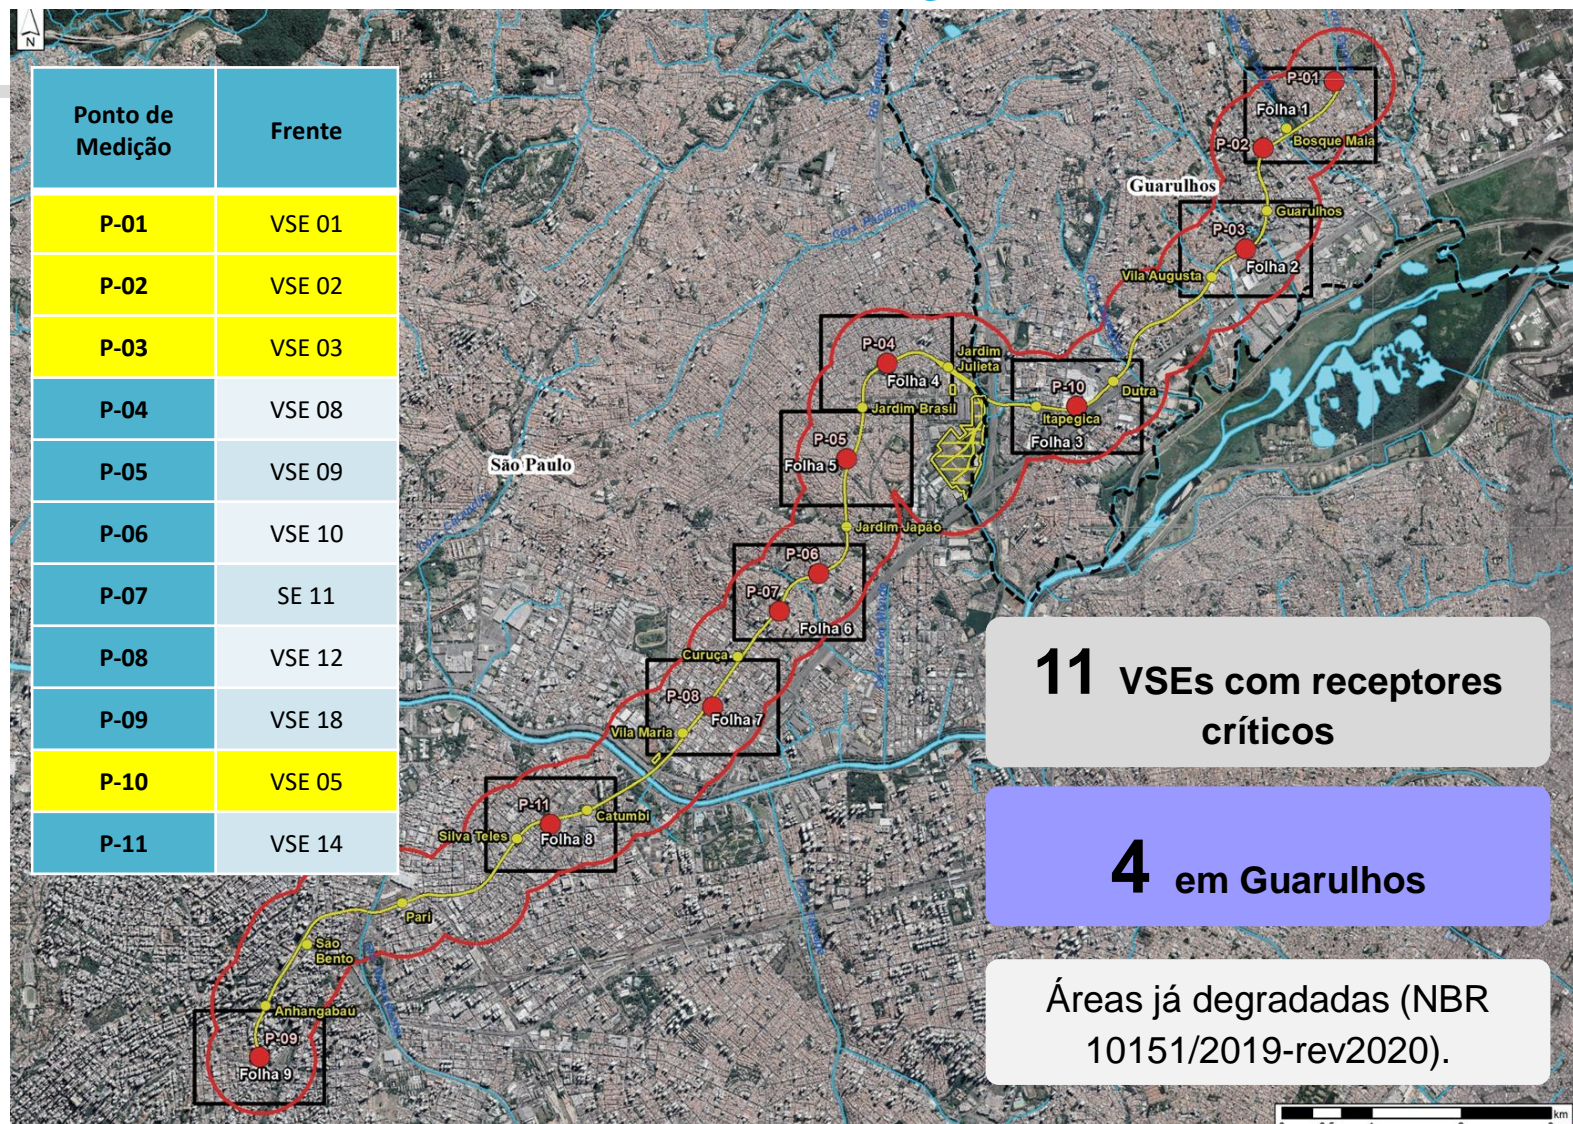 N
Ponto de
Medição
Frente
P-01
VSE 01
P-02
VSE 02
P-03
VSE 03
P-04
VSE 08
P-05
VSE 09
P-06
VSE 10
P-07
SE 11
P-08
VSE 12
P-09
VSE 18
P-10
VSE 05
P-11
VSE 14
P-01
Folha 1
Bosque Maia
P-02
Guarulhos
Guarulhos
P-03
Folha 2
Vila Augusta
Córr. Paciência
P-04
Folha 4
Jardim
Julieta
Jardim Brasil
P-10
Dutra
Itapegica
Folha 3
P-05
Folha 5
São Paulo
Jardim Japão
P-06
P-07
Folha 6
Curuça
P-08
Folha 7
Vila Maria
P-11
Catumbi
Silva Teles
Folha 8
Pari
São
Bento
Anhangabaú
P-09
Folha 9
11 VSEs com receptores
críticos
4 em Guarulhos
Áreas já degradadas (NBR
10151/2019-rev2020).
km